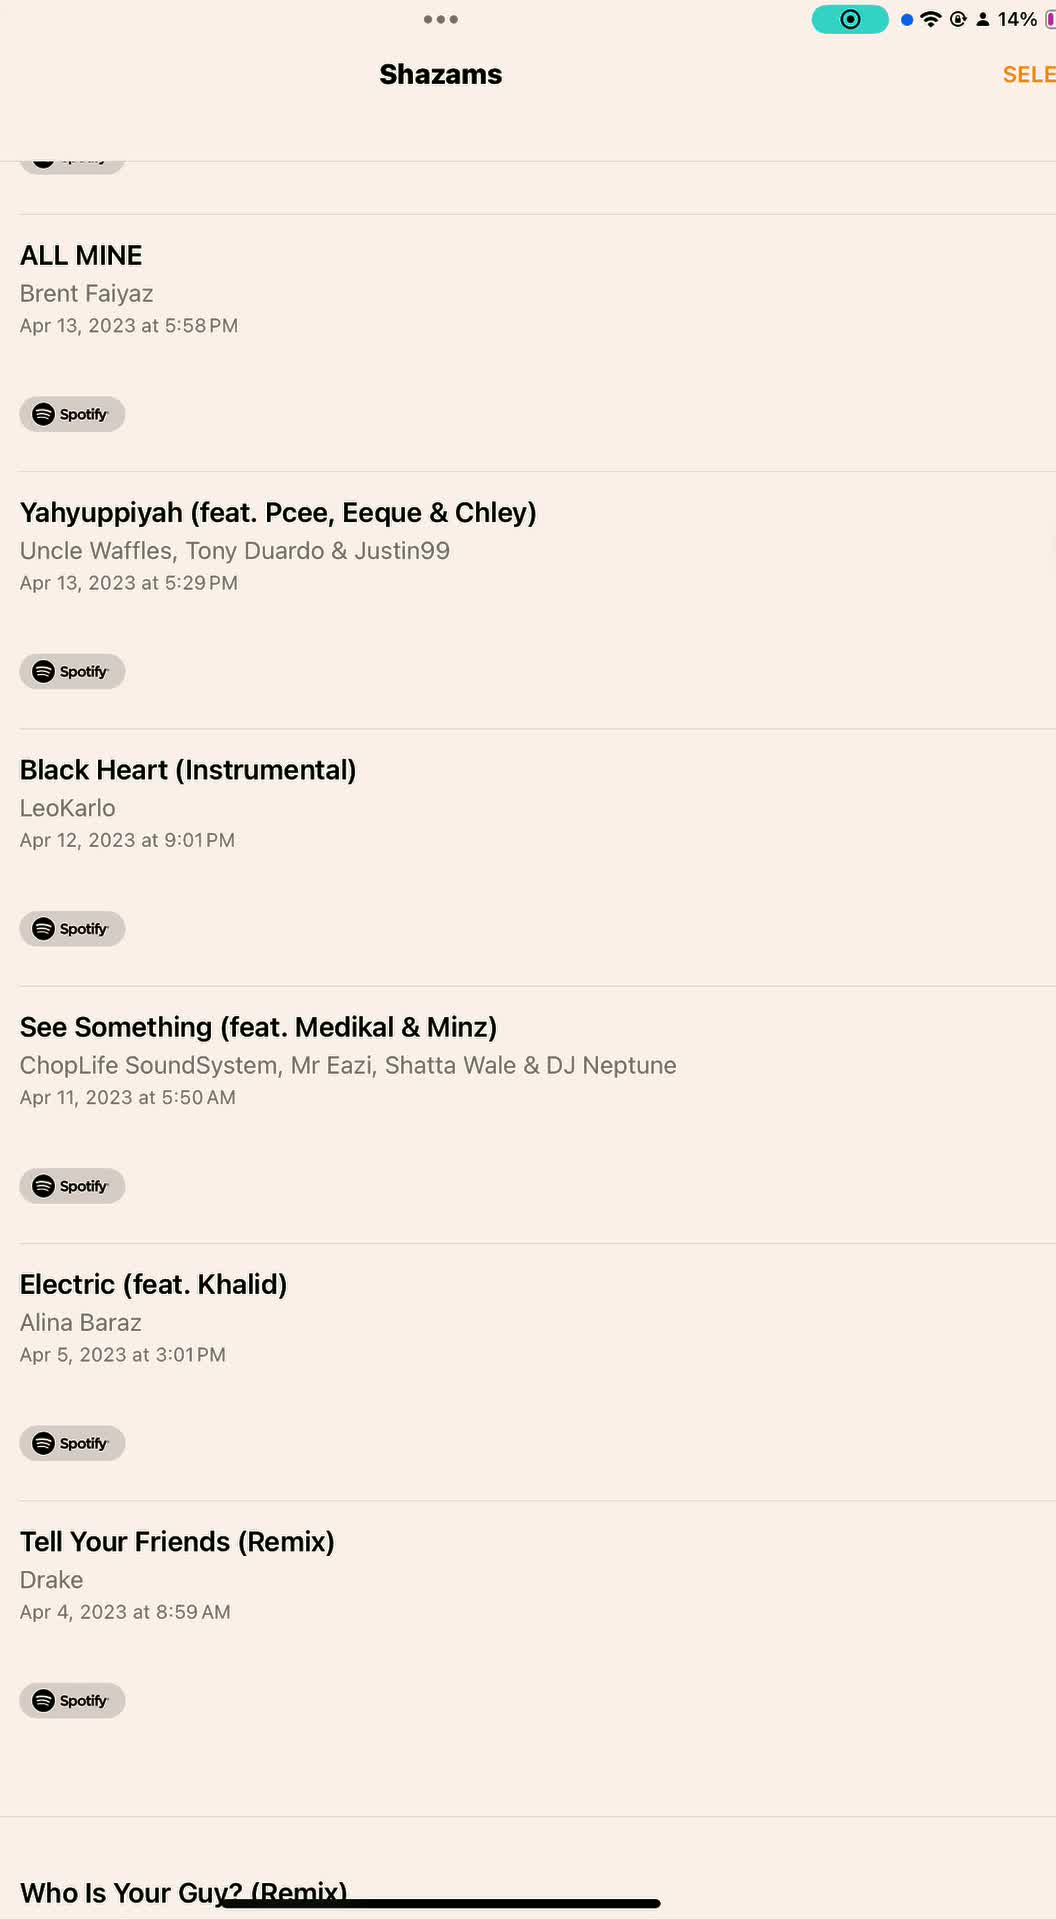 14%
Shazams
SELE
ALL MINE
Brent Faiyaz
Apr 13, 2023 at 5:58 PM
Spotify
Yahyuppiyah (feat. Pcee, Eeque & Chley)
Uncle Waffles, Tony Duardo & Justin99
Apr 13, 2023 at 5:29 PM
Spotify
Black Heart (Instrumental)
LeoKarlo
Apr 12, 2023 at 9:01 PM
Spotify
See Something (feat. Medikal & Minz)
ChopLife SoundSystem, Mr Eazi, Shatta Wale & DJ Neptune
Apr 11, 2023 at 5:50 AM
Spotify
Electric (feat. Khalid)
Alina Baraz
Apr 5, 2023 at 3:01 PM
Spotify
Tell Your Friends (Remix)
Drake
Apr 4, 2023 at 8:59 AM
Spotify
Who Is Your Guy? (Remix)